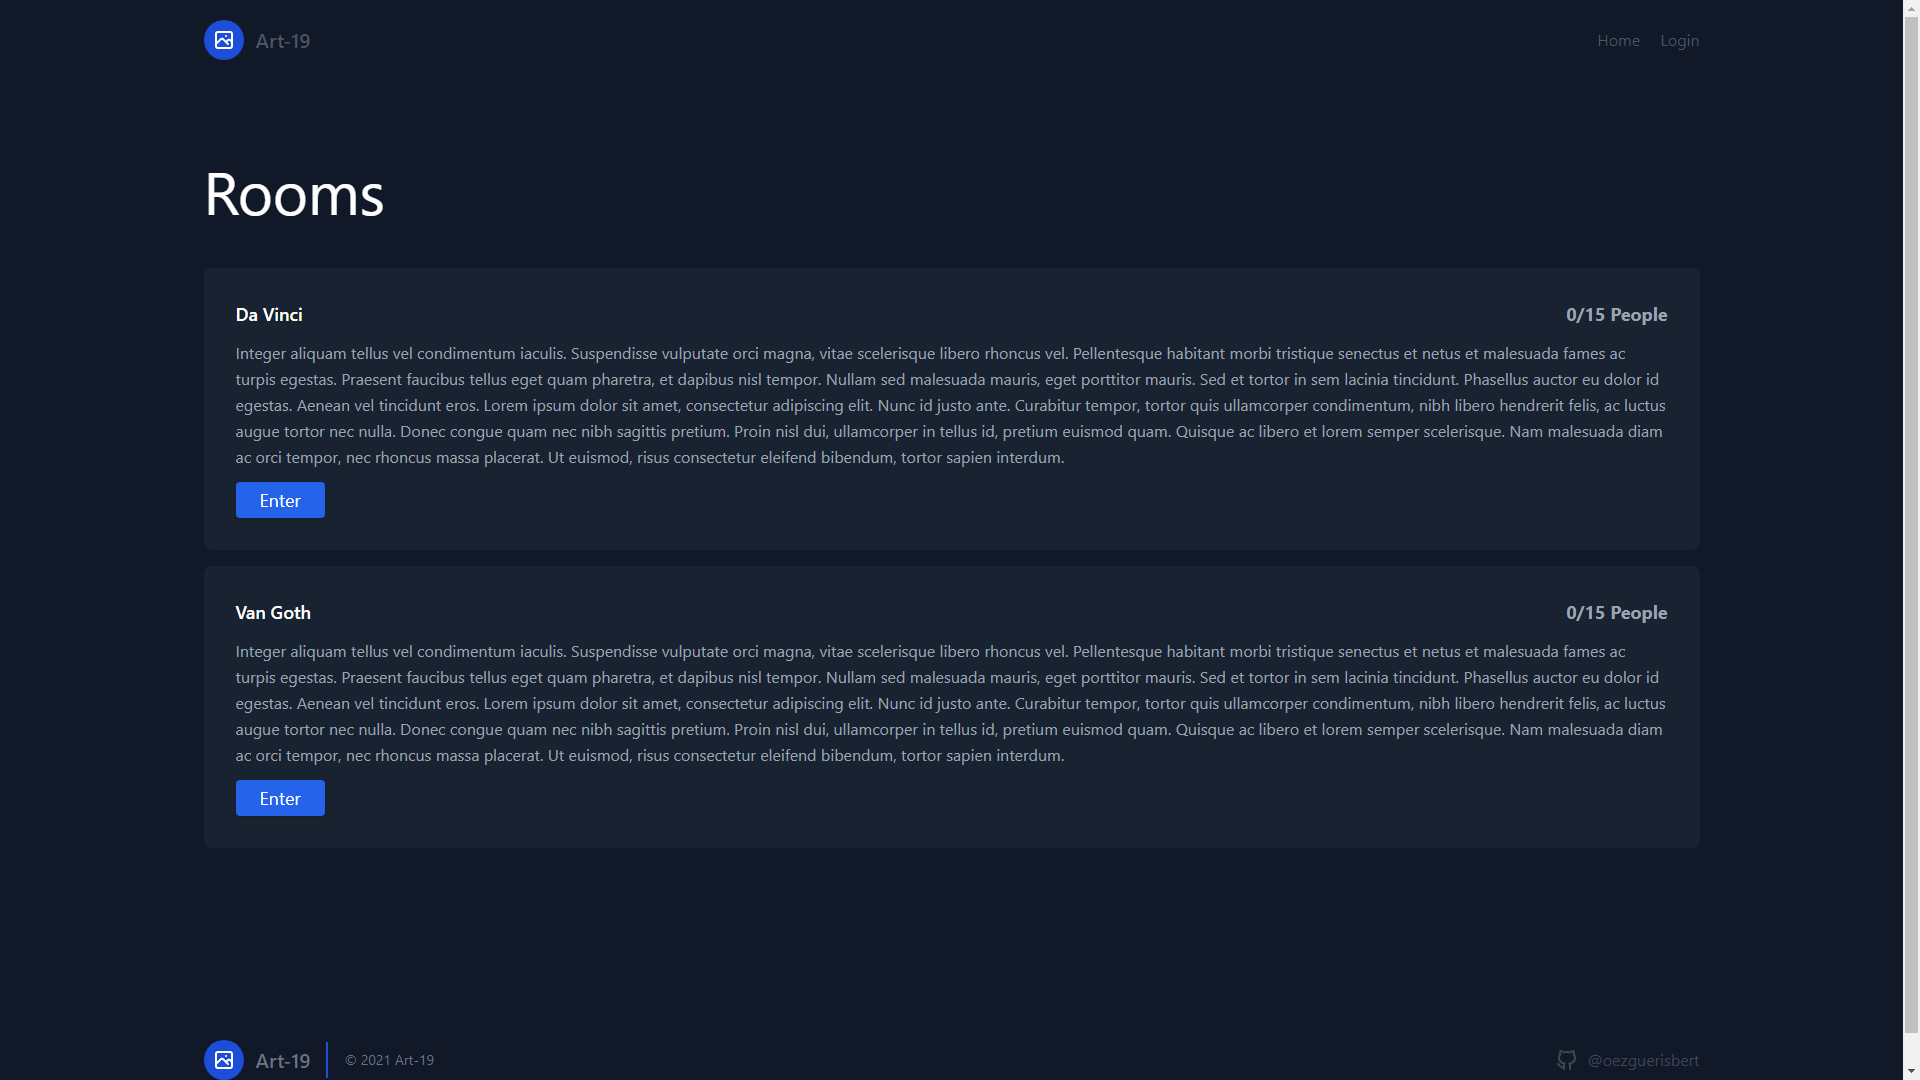 Art-19
Home Login
Rooms
Da Vinci
0/15 People
Integer aliquam tellus vel condimentum iaculis. Suspendisse vulputate orci magna, vitae scelerisque libero rhoncus vel. Pellentesque habitant morbi tristique senectus et netus et malesuada fames ac
turpis egestas. Praesent faucibus tellus eget quam pharetra, et dapibus nisl tempor. Nullam sed malesuada mauris, eget porttitor mauris. Sed et tortor in sem lacinia tincidunt. Phasellus auctor eu dolor id
egestas. Aenean vel tincidunt eros. Lorem ipsum dolor sit amet, consectetur adipiscing elit. Nunc id justo ante. Curabitur tempor, tortor quis ullamcorper condimentum, nibh libero hendrerit felis, ac luctus
augue tortor nec nulla. Donec congue quam nec nibh sagittis pretium. Proin nisl dui, ullamcorper in tellus id, pretium euismod quam. Quisque ac libero et lorem semper scelerisque. Nam malesuada diam
ac orci tempor, nec rhoncus massa placerat. Ut euismod, risus consectetur eleifend bibendum, tortor sapien interdum.
Enter
Van Goth
0/15 People
Integer aliquam tellus vel condimentum iaculis. Suspendisse vulputate orci magna, vitae scelerisque libero rhoncus vel. Pellentesque habitant morbi tristique senectus et netus et malesuada fames ac
turpis egestas. Praesent faucibus tellus eget quam pharetra, et dapibus nisl tempor. Nullam sed malesuada mauris, eget porttitor mauris. Sed et tortor in sem lacinia tincidunt. Phasellus auctor eu dolor id
egestas. Aenean vel tincidunt eros. Lorem ipsum dolor sit amet, consectetur adipiscing elit. Nunc id justo ante. Curabitur tempor, tortor quis ullamcorper condimentum, nibh libero hendrerit felis, ac luctus
augue tortor nec nulla. Donec congue quam nec nibh sagittis pretium. Proin nisl dui, ullamcorper in tellus id, pretium euismod quam. Quisque ac libero et lorem semper scelerisque. Nam malesuada diam
ac orci tempor, nec rhoncus massa placerat. Ut euismod, risus consectetur eleifend bibendum, tortor sapien interdum.
Enter
Art-19
© 2021 Art-19
@oezguerisbert